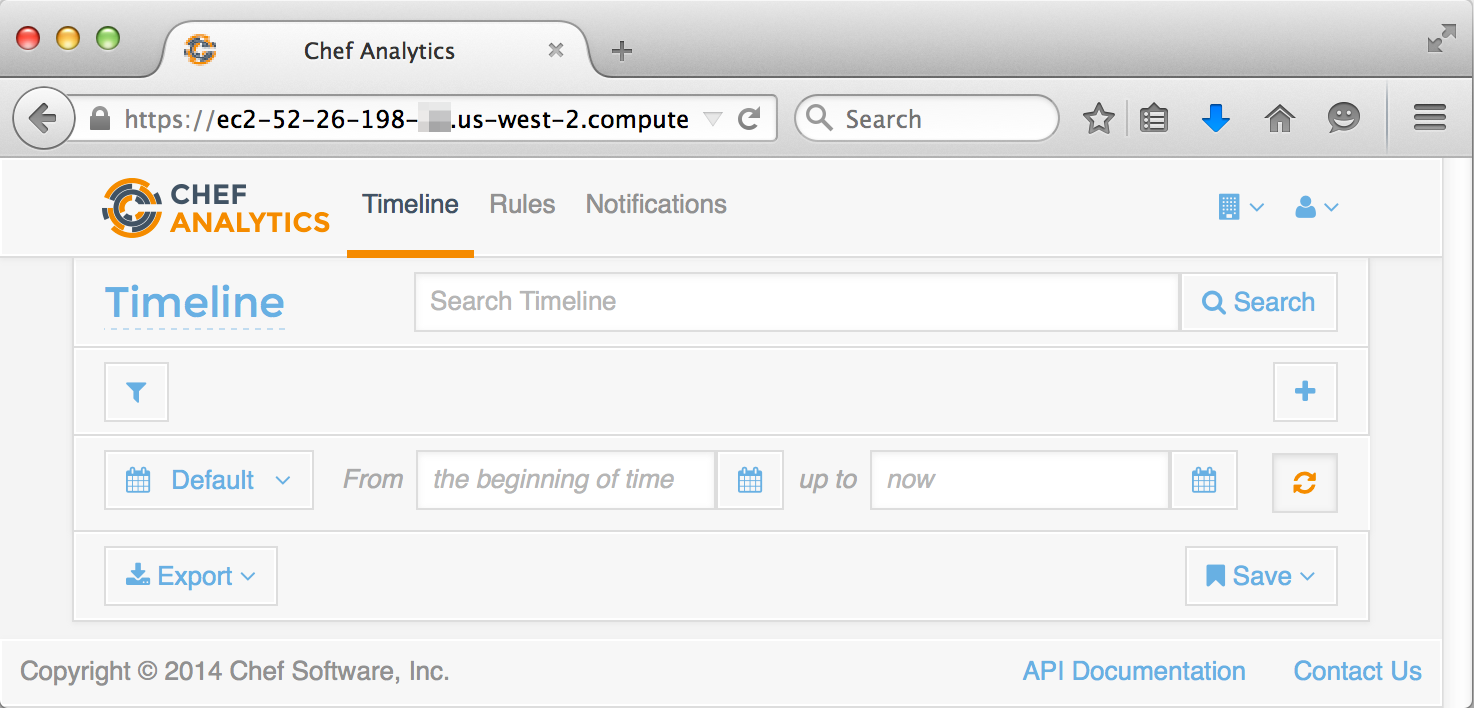 Chef Analytics
https://ec2-52-26-198- .us-west-2.compute
Search
CHEF ANALYTICS
Timeline Rules Notifications
Timeline
Search Timeline
Search
Default From the beginning of time up to now
Export
Save
Copyright © 2014 Chef Software, Inc.
API Documentation Contact Us